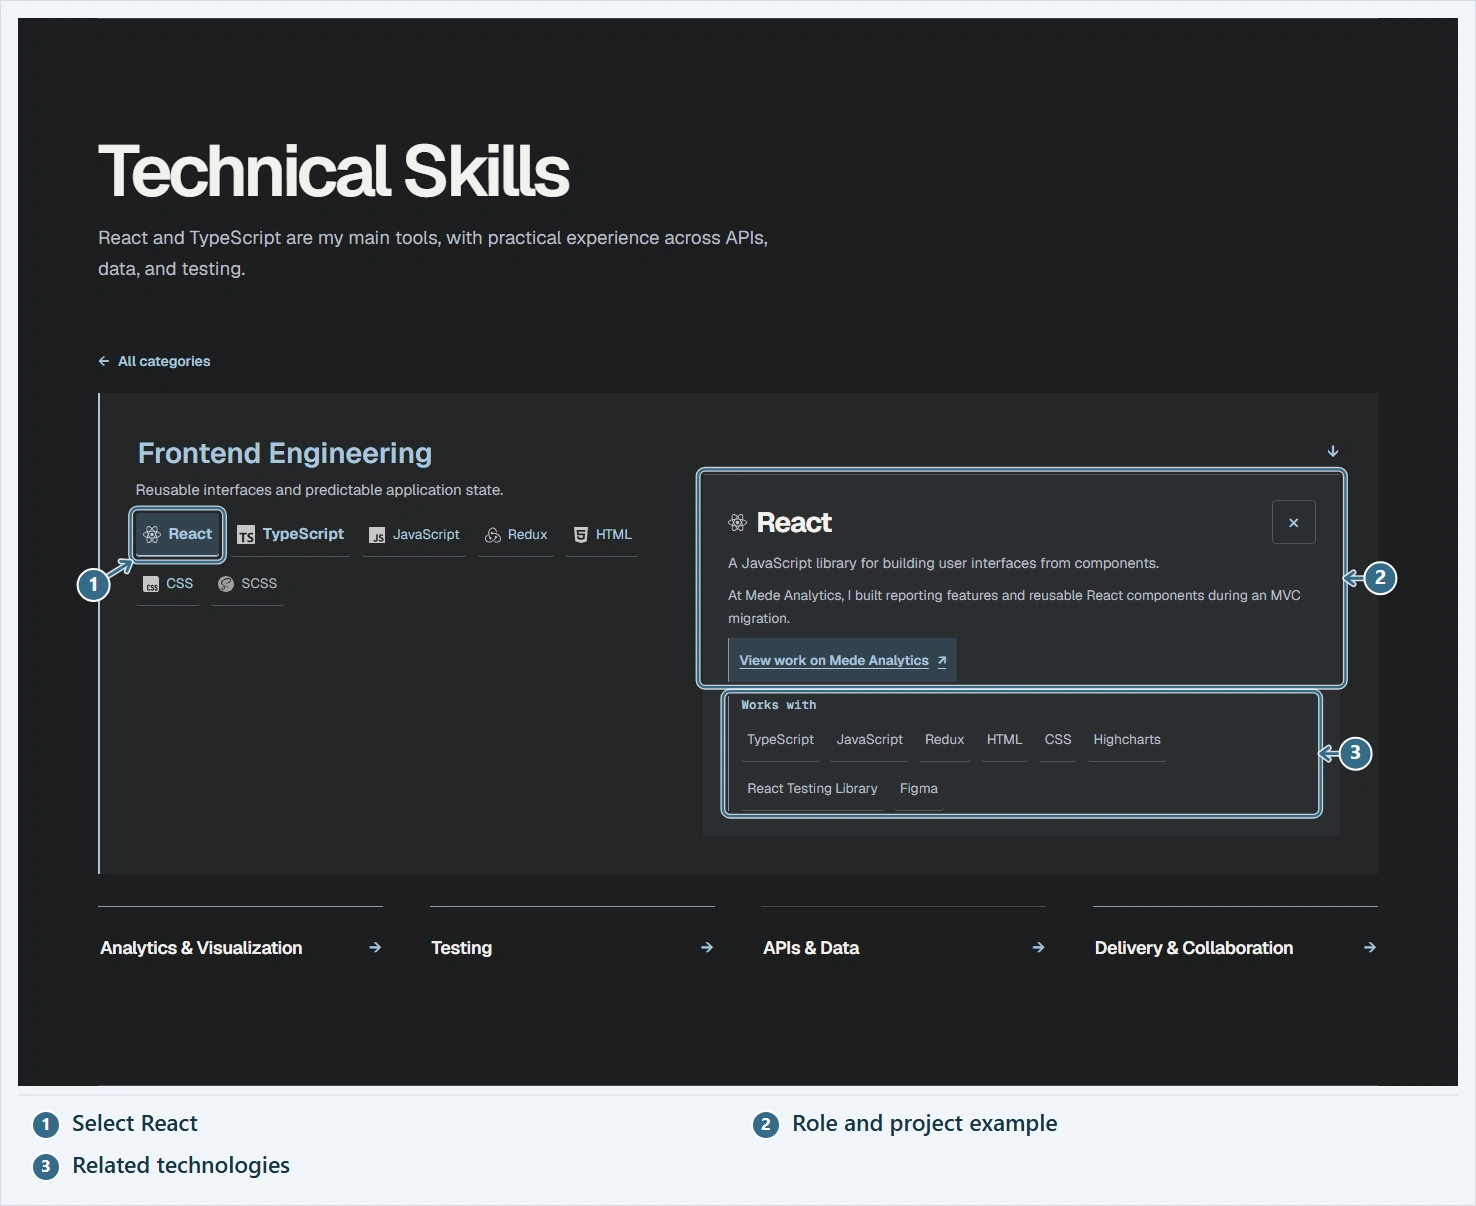 Technical Skills
React and TypeScript are my main tools, with practical experience across APIs,
data, and testing.
← All categories
Frontend Engineering
↓
Reusable interfaces and predictable application state.
React TypeScript JavaScript Redux HTML
CSS SCSS
1
React
×
A JavaScript library for building user interfaces from components.
At Mede Analytics, I built reporting features and reusable React components during an MVC
migration.
View work on Mede Analytics ↗
2
Works with
TypeScript JavaScript Redux HTML CSS Highcharts
React Testing Library Figma
3
Analytics & Visualization → Testing → APIs & Data → Delivery & Collaboration →
1 Select React
2 Role and project example
3 Related technologies